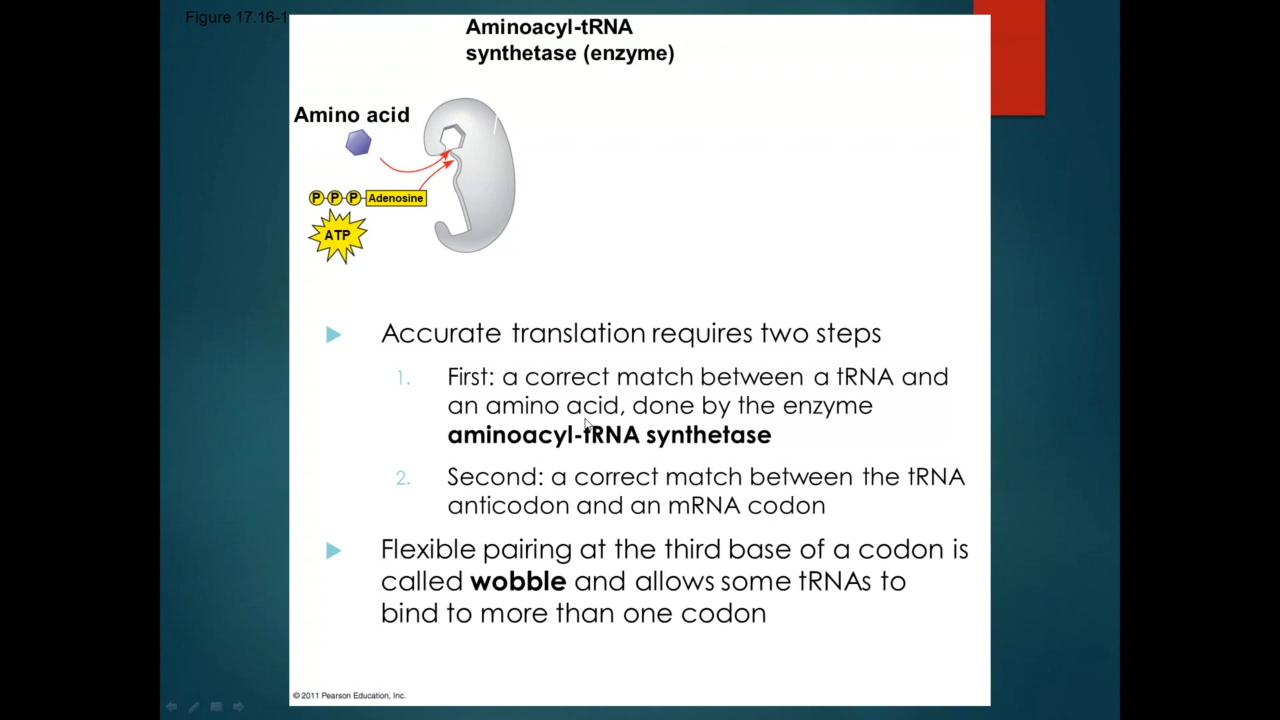 Figure 17.16-1
Aminoacyl-tRNA
synthetase (enzyme)
Amino acid
P P P Adenosine
ATP
Accurate translation requires two steps
1. First: a correct match between a tRNA and
an amino acid, done by the enzyme
aminoacyl-tRNA synthetase
2. Second: a correct match between the tRNA
anticodon and an mRNA codon
Flexible pairing at the third base of a codon is
called wobble and allows some tRNAs to
bind to more than one codon
© 2011 Pearson Education, Inc.